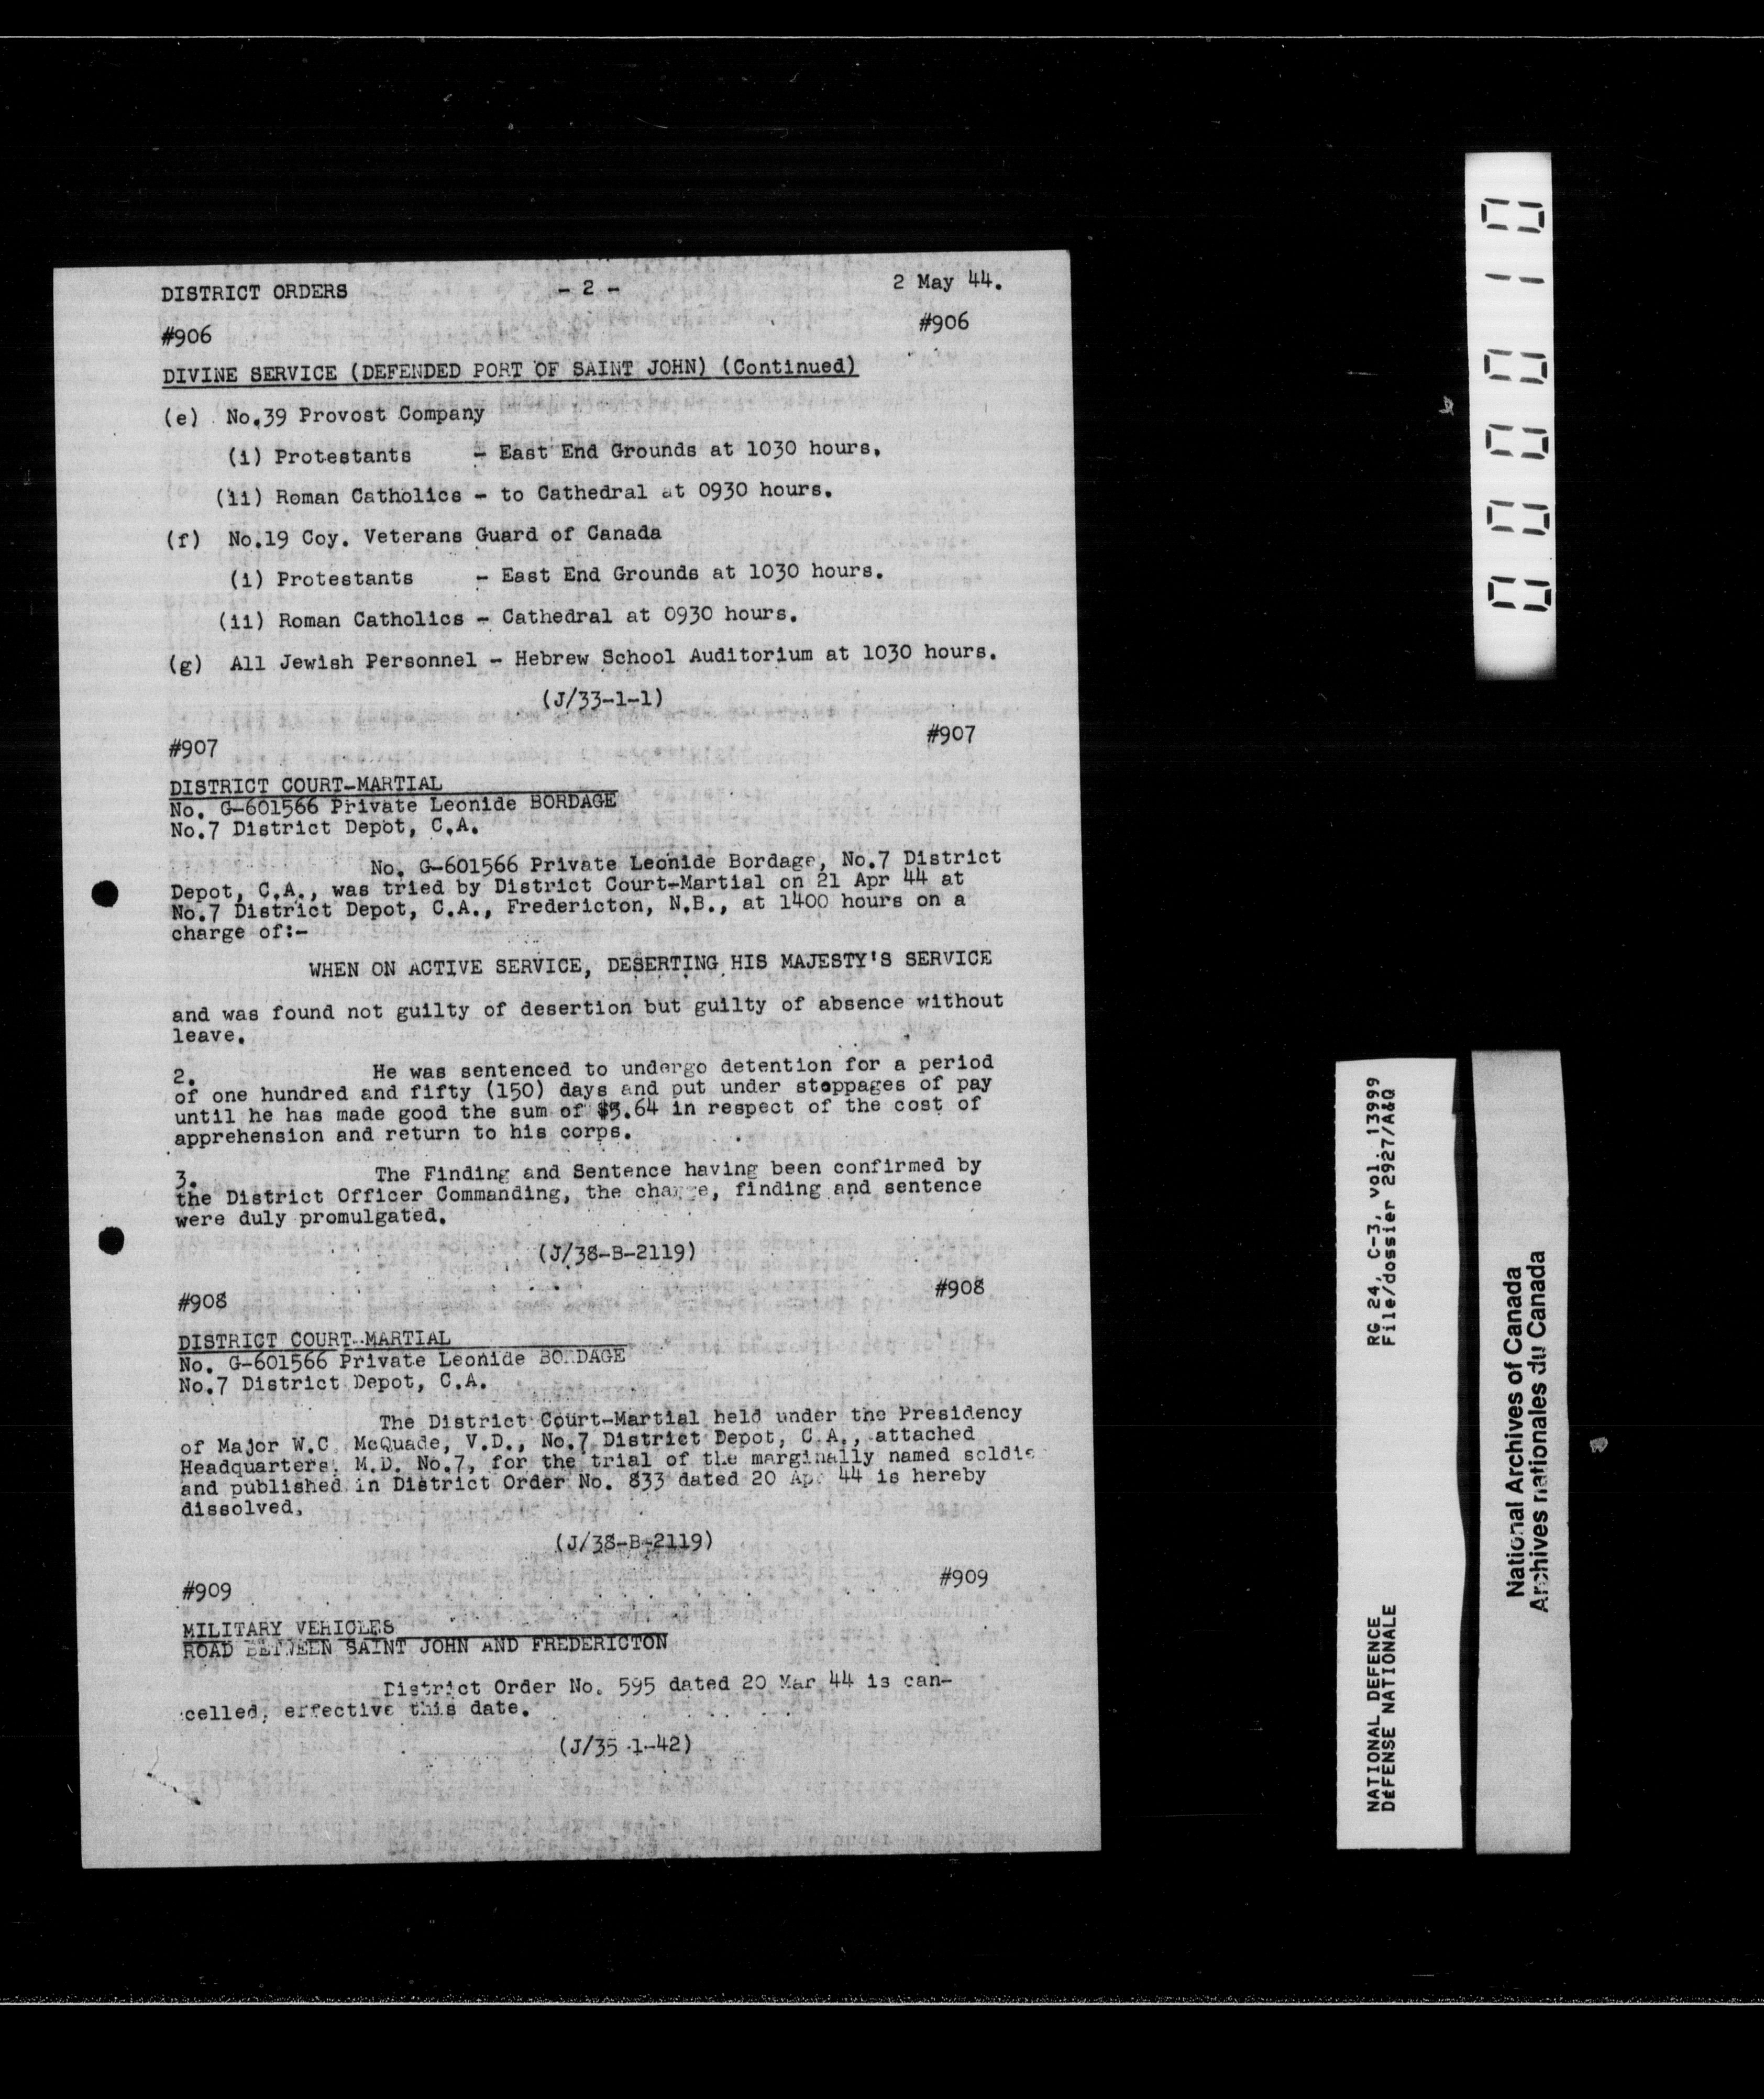 DISTRICT ORDERS - 2 - 2 May 44.
#906 #906
DIVINE SERVICE (DEFENDED PORT OF SAINT JOHN) (Continued)
(e) No.39 Provost Company
(i) Protestants - East End Grounds at 1030 hours.
(ii) Roman Catholics - to Cathedral at 0930 hours.
(f) No.19 Coy. Veterans Guard of Canada
(i) Protestants - East End Grounds at 1030 hours.
(ii) Roman Catholics - Cathedral at 0930 hours.
(g) All Jewish Personnel - Hebrew School Auditorium at 1030 hours.
(J/33-1-1)
#907 #907
DISTRICT COURT-MARTIAL
No. G-601566 Private Leonide BORDAGE
No.7 District Depot, C.A.
No. G-601566 Private Leonide Bordage, No.7 District
Depot, C.A., was tried by District Court-Martial on 21 Apr 44 at
No.7 District Depot, C.A., Fredericton, N.B., at 1400 hours on a
charge of:-
WHEN ON ACTIVE SERVICE, DESERTING HIS MAJESTY'S SERVICE
and was found not guilty of desertion but guilty of absence without
leave.
2. He was sentenced to undergo detention for a period
of one hundred and fifty (150) days and put under stoppages of pay
until he has made good the sum of $5.64 in respect of the cost of
apprehension and return to his corps.
3. The Finding and Sentence having been confirmed by
the District Officer Commanding, the charge, finding and sentence
were duly promulgated.
(J/38-B-2119)
#908 #908
DISTRICT COURT-MARTIAL
No. G-601566 Private Leonide BORDAGE
No.7 District Depot, C.A.
The District Court-Martial held under the Presidency
of Major W.C. McQuade, V.D., No.7 District Depot, C.A., attached
Headquarters, M.D. No.7, for the trial of the marginally named soldie
and published in District Order No. 833 dated 20 Apr 44 is hereby
dissolved.
(J/38-B-2119)
#909 #909
MILITARY VEHICLES
ROAD BETWEEN SAINT JOHN AND FREDERICTON
District Order No. 595 dated 20 Mar 44 is can-
celled, effective this date.
(J/35-1-42)
000010
RG 24, C-3, vol. 13999
File/dossier 2927/A&Q
NATIONAL DEFENCE
DÉFENSE NATIONALE
National Archives of Canada
Archives nationales du Canada